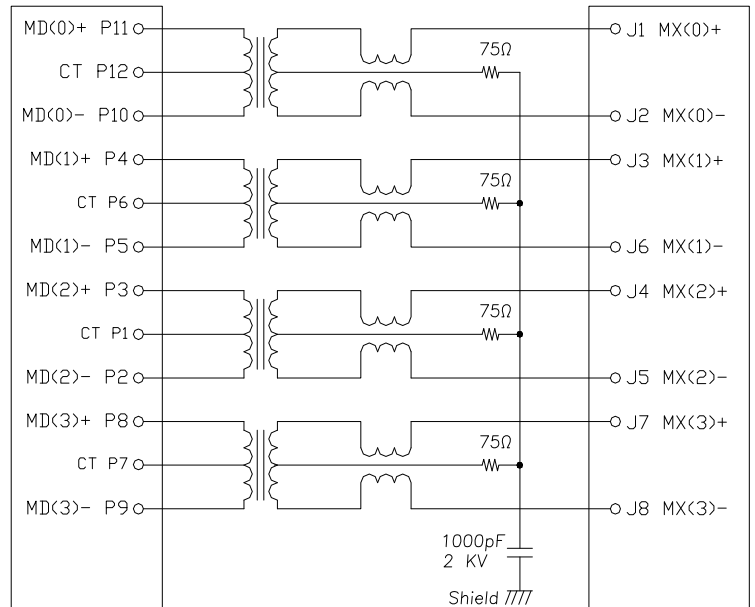 MD(0)+ P11 J1 MX(0)+
75Ω
CT P12
MD(0)- P10 J2 MX(0)-
MD(1)+ P4 J3 MX(1)+
75Ω
CT P6
MD(1)- P5 J6 MX(1)-
MD(2)+ P3 J4 MX(2)+
75Ω
CT P1
MD(2)- P2 J5 MX(2)-
MD(3)+ P8 J7 MX(3)+
75Ω
CT P7
MD(3)- P9 J8 MX(3)-
1000pF
2 KV
Shield